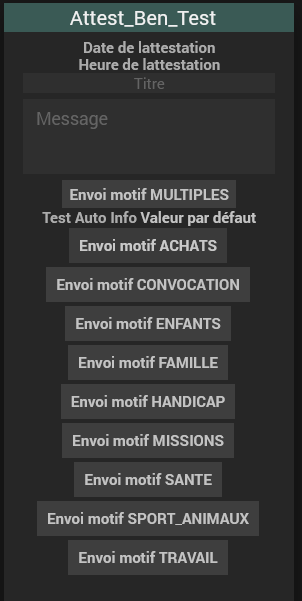 Attest_Ben_Test
Date de lattestation
Heure de lattestation
Titre
Message
Envoi motif MULTIPLES
Test Auto Info Valeur par défaut
Envoi motif ACHATS
Envoi motif CONVOCATION
Envoi motif ENFANTS
Envoi motif FAMILLE
Envoi motif HANDICAP
Envoi motif MISSIONS
Envoi motif SANTE
Envoi motif SPORT_ANIMAUX
Envoi motif TRAVAIL